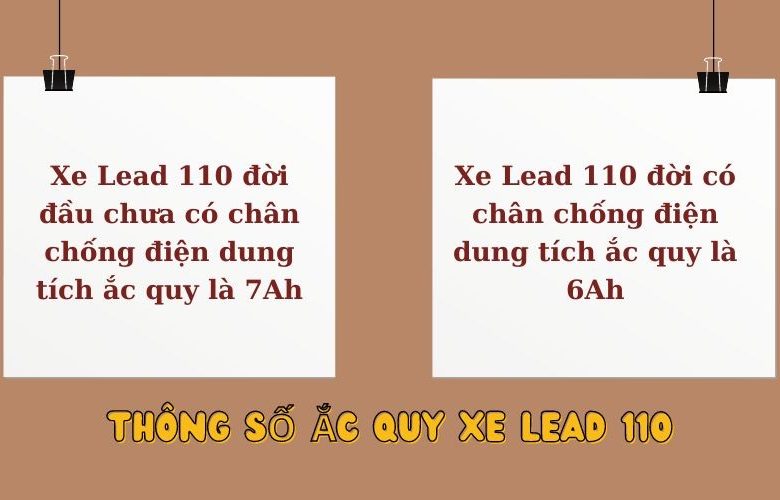 Xe Lead 110 đời
đầu chưa có chân
chống điện dung
tích ắc quy là 7Ah
Xe Lead 110 đời có
chân chống điện
dung tích ắc quy là
6Ah
THÔNG SỐ ẮC QUY XE LEAD 110